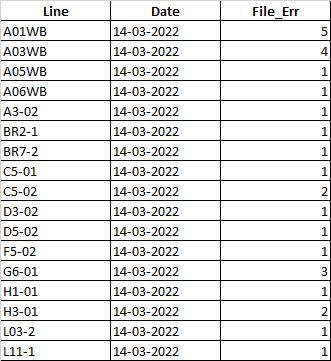 Line Date File_Err
A01WB 14-03-2022 5
A03WB 14-03-2022 4
A05WB 14-03-2022 1
A06WB 14-03-2022 1
A3-02 14-03-2022 1
BR2-1 14-03-2022 1
BR7-2 14-03-2022 1
C5-01 14-03-2022 1
C5-02 14-03-2022 2
D3-02 14-03-2022 1
D5-02 14-03-2022 1
F5-02 14-03-2022 1
G6-01 14-03-2022 3
H1-01 14-03-2022 1
H3-01 14-03-2022 2
L03-2 14-03-2022 1
L11-1 14-03-2022 1